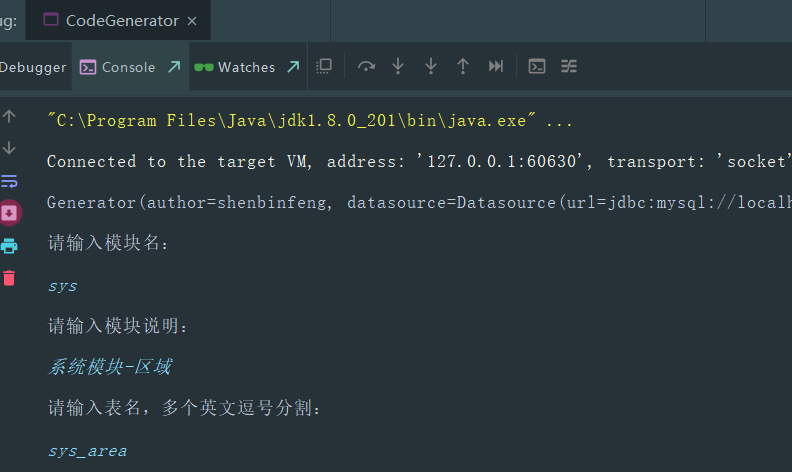 ug:
CodeGenerator ×
Debugger
Console
Watches
"C:\Program Files\Java\jdk1.8.0_201\bin\java.exe" ...
Connected to the target VM, address: '127.0.0.1:60630', transport: 'socket'
Generator(author=shenbinfeng, datasource=Datasource(url=jdbc:mysql://localh
请输入模块名：
sys
请输入模块说明：
系统模块-区域
请输入表名，多个英文逗号分割：
sys_area